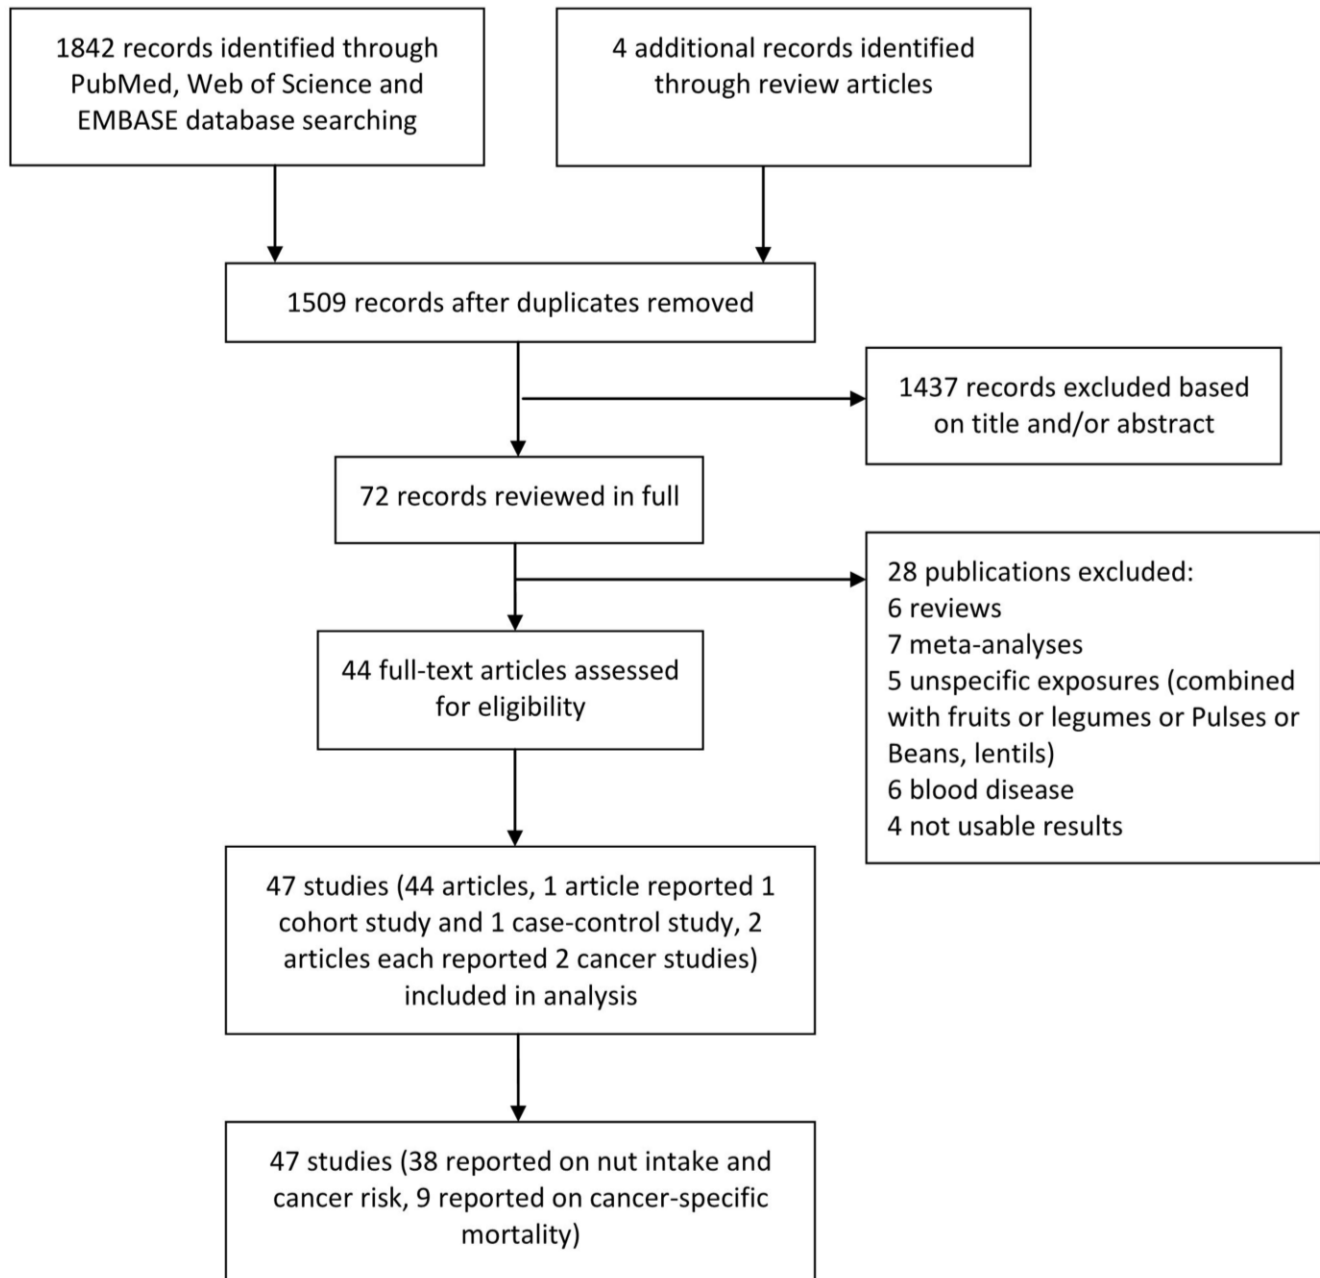 1842 records identified through
PubMed, Web of Science and
EMBASE database searching
4 additional records identified
through review articles
1509 records after duplicates removed
1437 records excluded based
on title and/or abstract
72 records reviewed in full
28 publications excluded:
6 reviews
7 meta-analyses
5 unspecific exposures (combined
with fruits or legumes or Pulses or
Beans, lentils)
6 blood disease
4 not usable results
44 full-text articles assessed
for eligibility
47 studies (44 articles, 1 article reported 1
cohort study and 1 case-control study, 2
articles each reported 2 cancer studies)
included in analysis
47 studies (38 reported on nut intake and
cancer risk, 9 reported on cancer-specific
mortality)